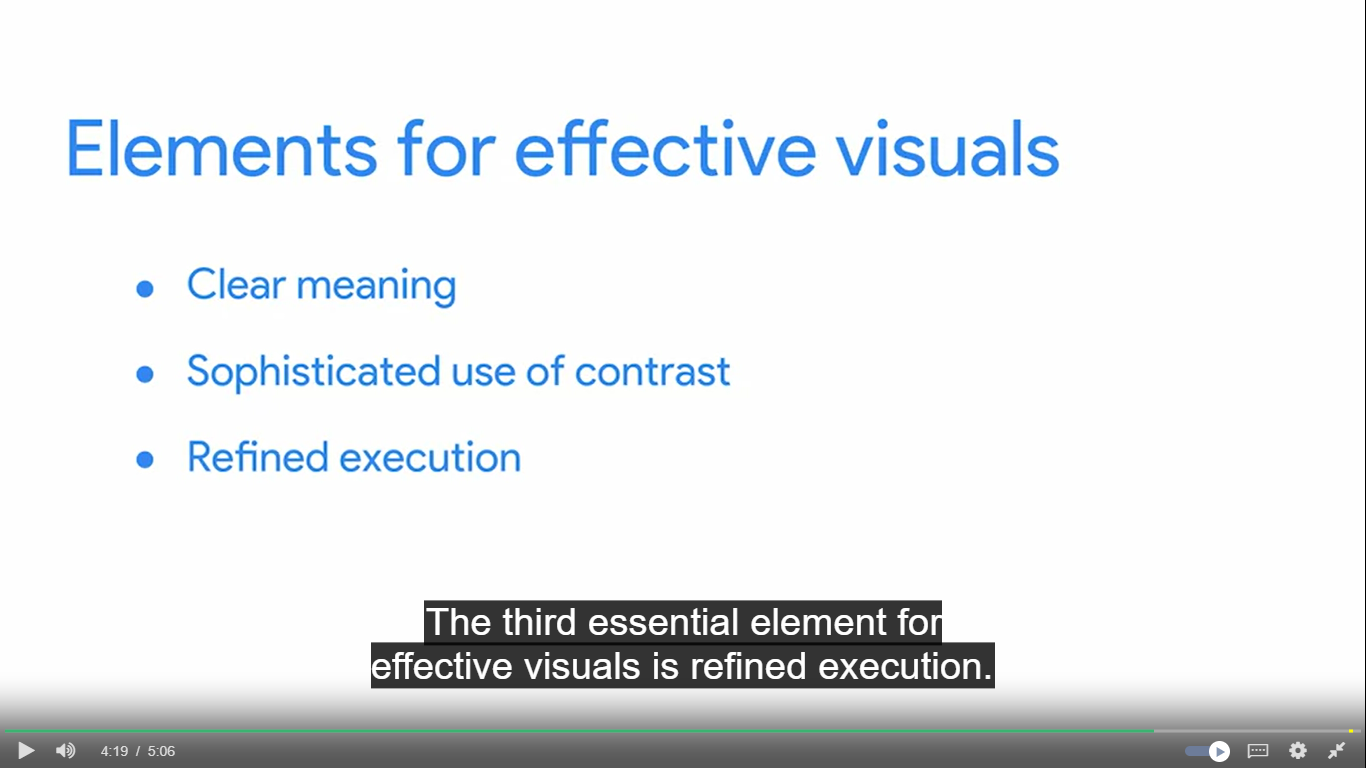 Elements for effective visuals
● Clear meaning
● Sophisticated use of contrast
● Refined execution
The third essential element for
effective visuals is refined execution.
4:19 / 5:06